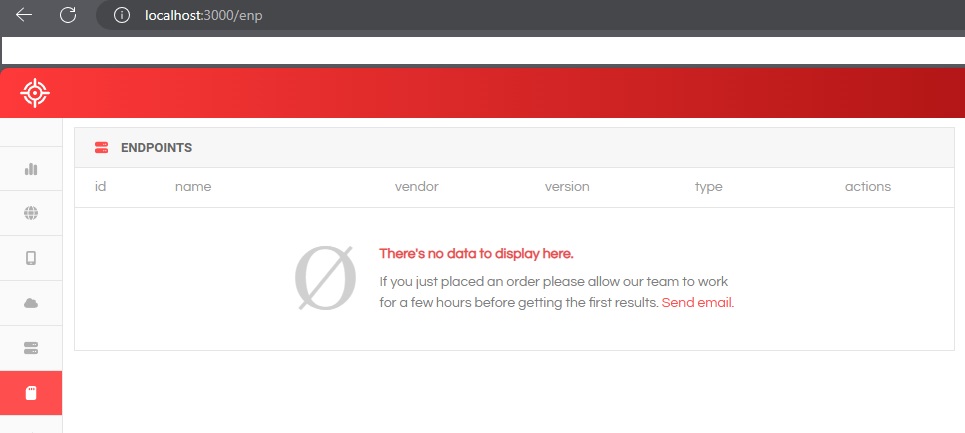 localhost:3000/enp
ENDPOINTS
id name vendor version type actions
There's no data to display here.
If you just placed an order please allow our team to work
for a few hours before getting the first results. Send email.